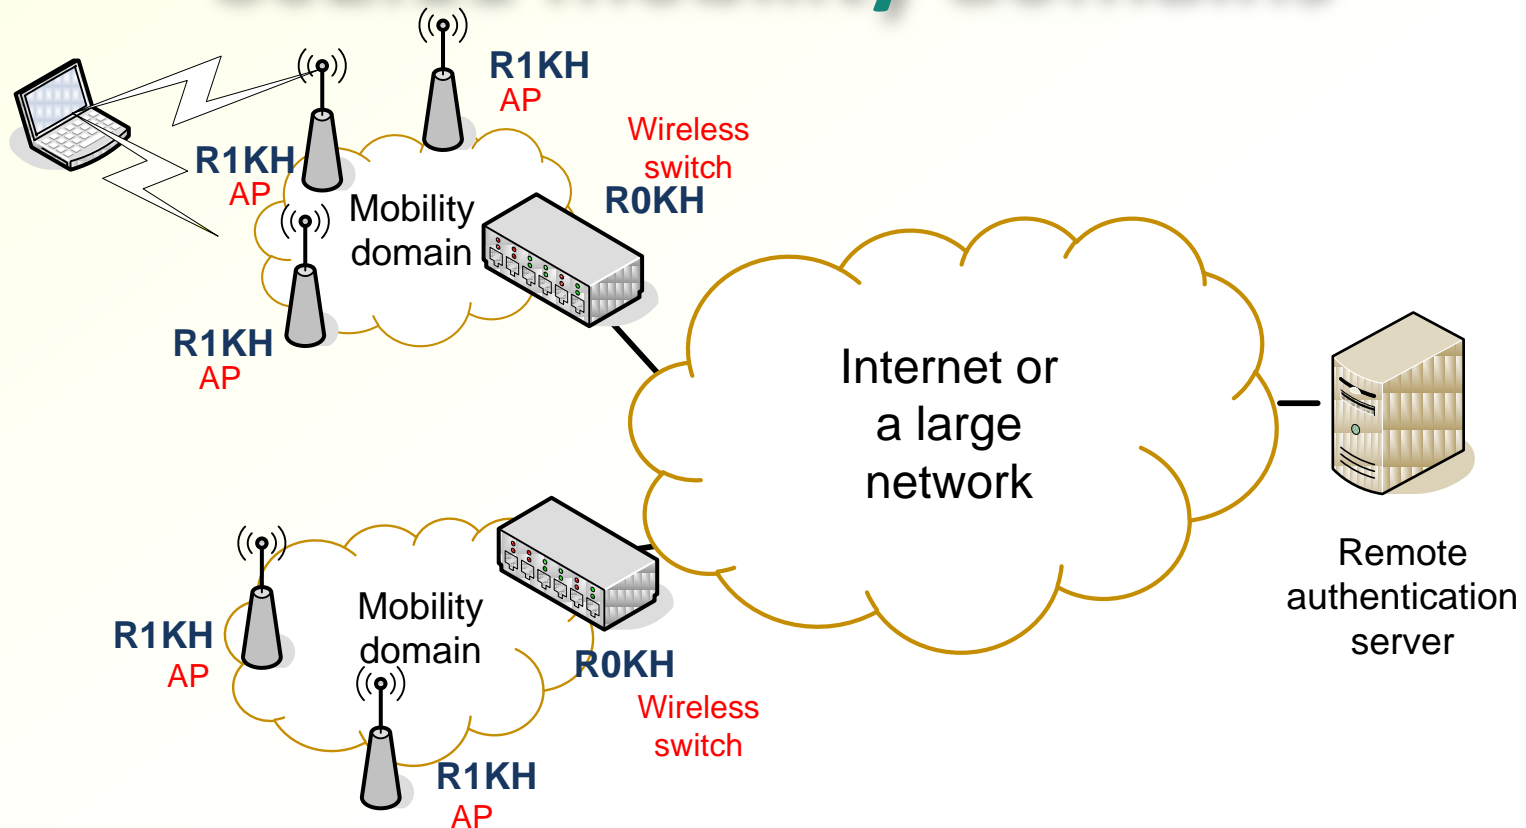 R1KH
AP
Wireless
switch
R0KH
R1KH
AP
Mobility
domain
R1KH
AP
Internet or
a large
network
Remote
authentication
server
Mobility
domain
R1KH
AP
R0KH
Wireless
switch
R1KH
AP